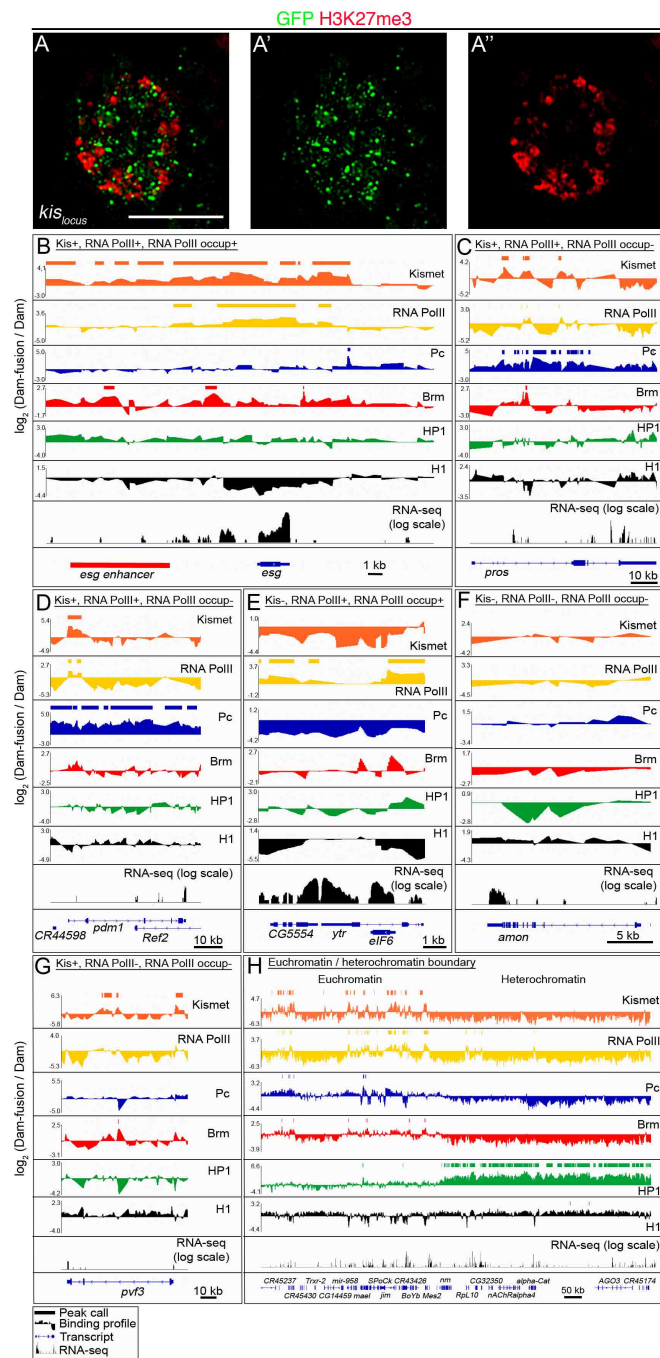 GFP H3K27me3
A
A'
A''
kis locus
B
Kis+, RNA PolII+, RNA PolII occup+
log2 (Dam-fusion / Dam)
4.1
Kismet
3.0
3.6
RNA PolII
5.0
5.0
Pc
3.0
2.7
Brm
-1.7
3.0
HP1
-4.2
1.5
H1
-4.4
RNA-seq
(log scale)
esg enhancer
esg
1 kb
C
Kis+, RNA PolII+, RNA PolII occup-
4.2
Kismet
-5.2
RNA PolII
Pc
-3.0
2.7
Brm
HP1
2.4
H1
-3.5
RNA-seq (log scale)
pros
10 kb
D
Kis+, RNA PolII+, RNA PolII occup-
log2 (Dam-fusion / Dam)
5.4
Kismet
-4.9
2.7
RNA PolII
-5.3
5.0
Pc
-3.0
2.7
Brm
-2.5
3.0
HP1
-4.2
3.0
H1
-4.9
RNA-seq (log scale)
CR44598
pdm1
Ref2
10 kb
E
Kis-, RNA PolII+, RNA PolII occup+
1.0
Kismet
-4.4
3.7
RNA PolII
-1.2
Pc
-4.2
2.7
Brm
-2.1
HP1
1.4
H1
-5.5
RNA-seq
(log scale)
CG5554
ytr
eIF6
1 kb
F
Kis-, RNA PolII-, RNA PolII occup-
2.4
Kismet
-4.2
RNA PolII
-4.5
1.5
Pc
-3.4
Brm
0.9
HP1
-2.8
1.4
H1
-3.3
RNA-seq
(log scale)
amon
5 kb
G
Kis+, RNA PolII-, RNA PolII occup-
log2 (Dam-fusion / Dam)
6.3
Kismet
-5.8
4.0
RNA PolII
5.5
Pc
-5.0
Brm
3.0
HP1
-4.2
2.3
H1
-4.9
RNA-seq
(log scale)
pvf3
10 kb
H
Euchromatin / heterochromatin boundary
Euchromatin
Heterochromatin
4.7
Kismet
-6.3
3.7
RNA PolII
-6.3
3.2
Pc
-4.4
2.5
Brm
-3.9
6.6
HP1
-4.1
3.2
H1
RNA-seq (log scale)
CR45237 Trxr-2 mir-958 SPoCk CR43426 nm CG32350 alpha-Cat AGO3 CR45174
CR45430 CG14459 mael jim BoYb Mes2 RpL10 nAChRalpha4 50 kb
Peak call
Binding profile
Transcript
RNA-seq